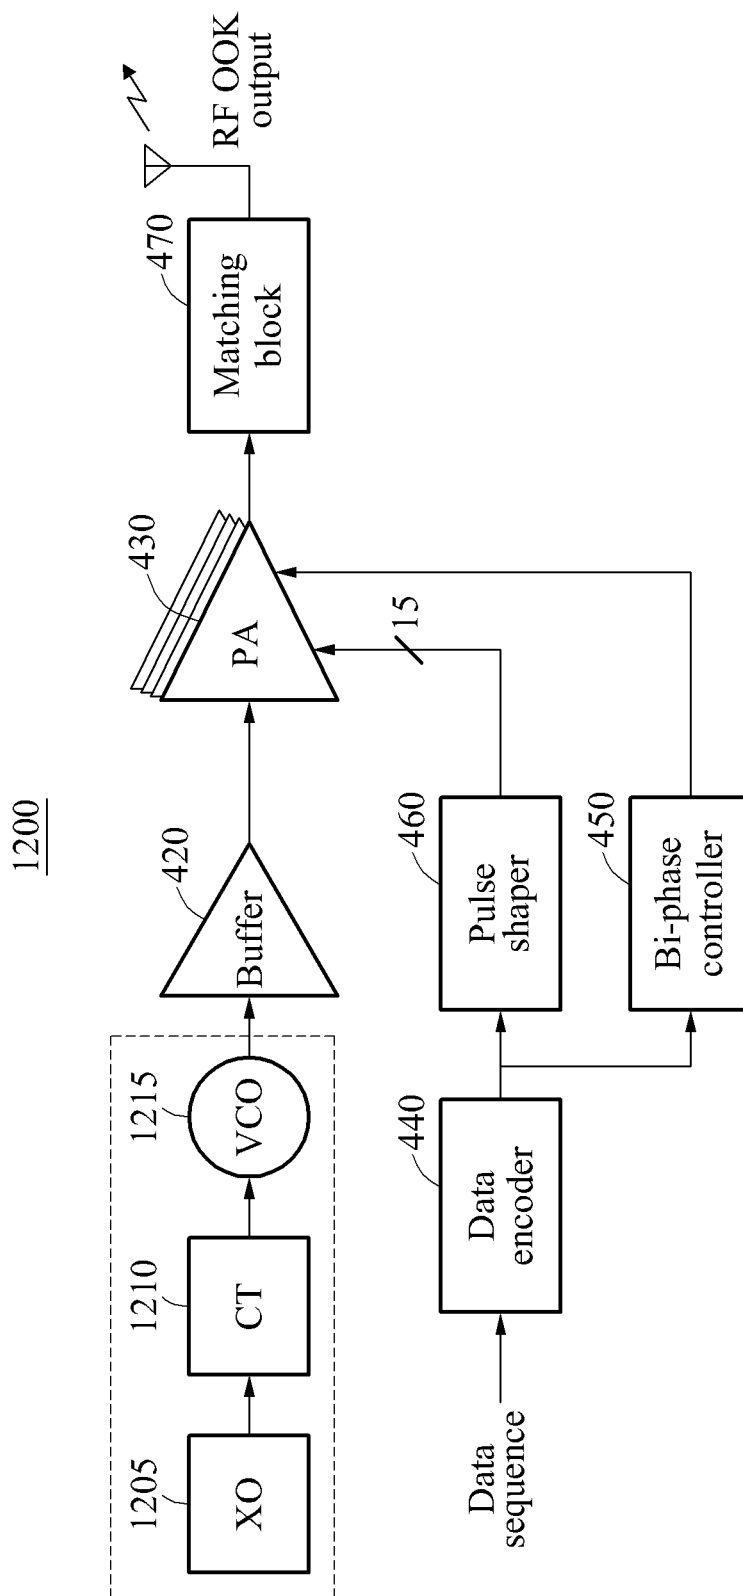 1200
1205
XO
1210
CT
1215
VCO
420
Buffer
430
PA
470
Matching
block
RF OOK
output
Data
sequence
440
Data
encoder
460
Pulse
shaper
15
450
Bi-phase
controller